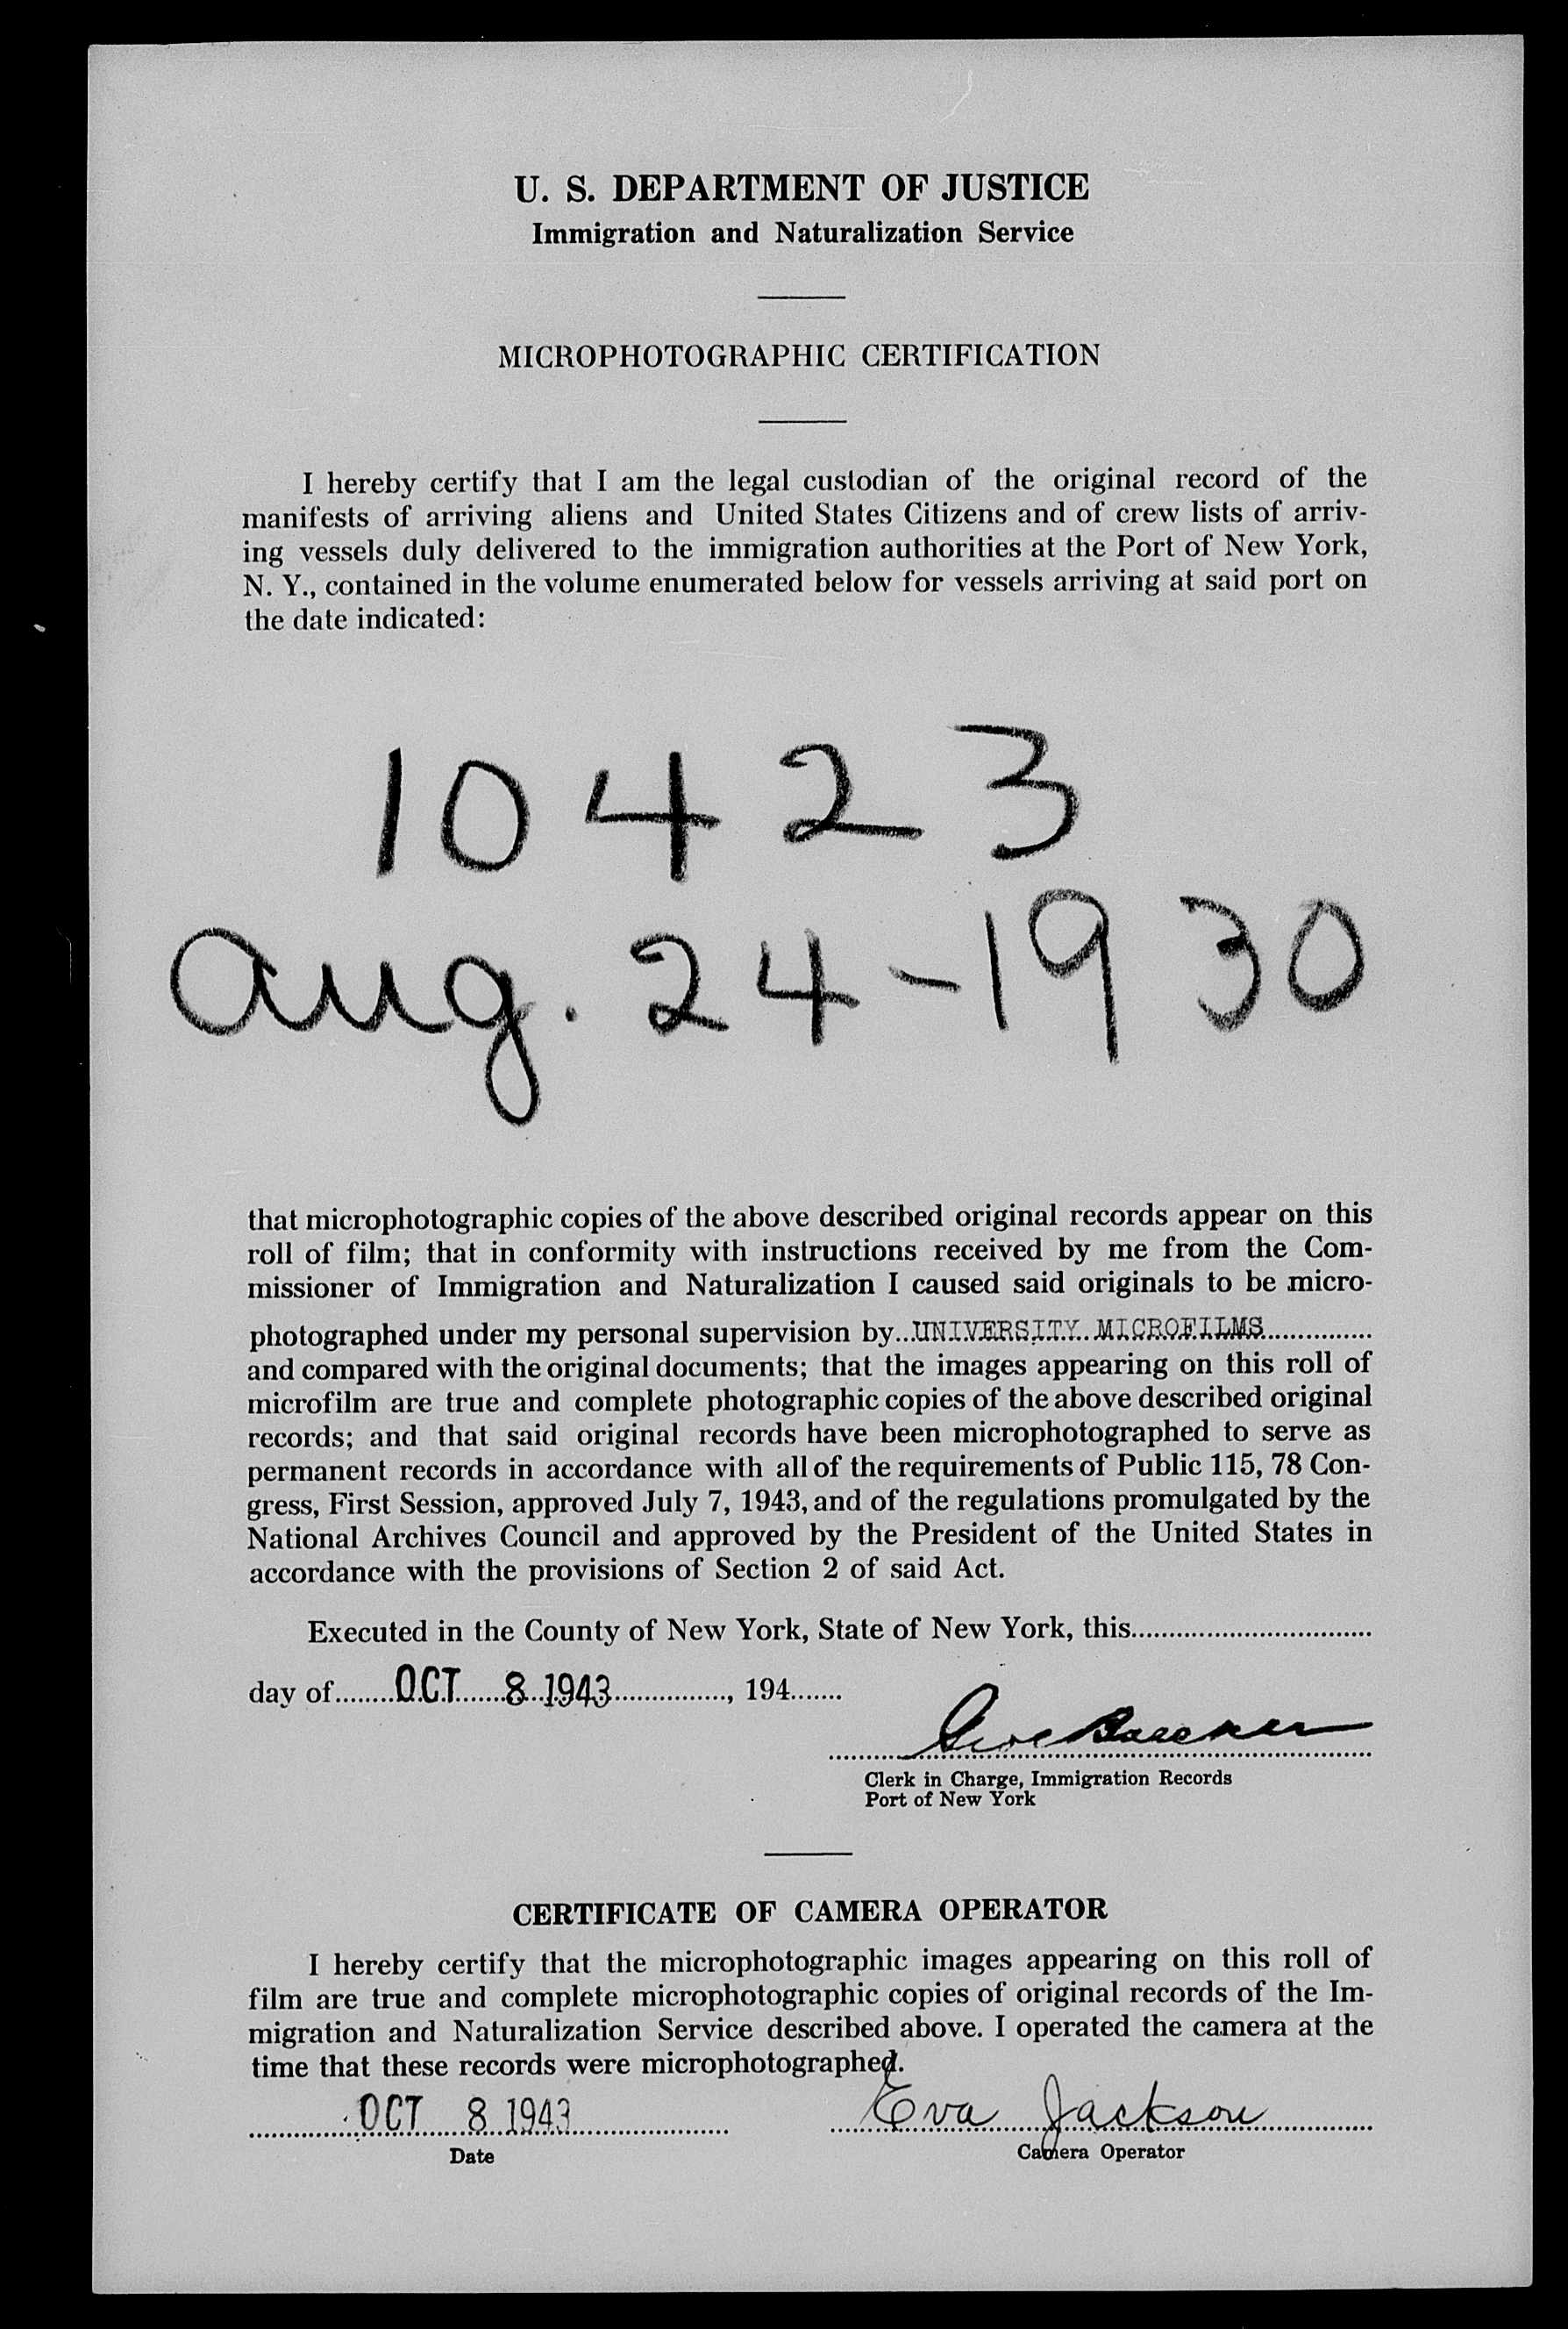 U. S. DEPARTMENT OF JUSTICE
Immigration and Naturalization Service
MICROPHOTOGRAPHIC CERTIFICATION
I hereby certify that I am the legal custodian of the original record of the
manifests of arriving aliens and United States Citizens and of crew lists of arriv-
ing vessels duly delivered to the immigration authorities at the Port of New York,
N. Y., contained in the volume enumerated below for vessels arriving at said port on
the date indicated:
10423
Aug. 24-1930
that microphotographic copies of the above described original records appear on this
roll of film; that in conformity with instructions received by me from the Com-
missioner of Immigration and Naturalization I caused said originals to be micro-
photographed under my personal supervision by UNIVERSITY MICROFILMS
and compared with the original documents; that the images appearing on this roll of
microfilm are true and complete photographic copies of the above described original
records; and that said original records have been microphotographed to serve as
permanent records in accordance with all of the requirements of Public 115, 78 Con-
gress, First Session, approved July 7, 1943, and of the regulations promulgated by the
National Archives Council and approved by the President of the United States in
accordance with the provisions of Section 2 of said Act.
Executed in the County of New York, State of New York, this
day of OCT 8 1943, 194
Clerk in Charge, Immigration Records
Port of New York
CERTIFICATE OF CAMERA OPERATOR
I hereby certify that the microphotographic images appearing on this roll of
film are true and complete microphotographic copies of original records of the Im-
migration and Naturalization Service described above. I operated the camera at the
time that these records were microphotographed.
OCT 8 1943 Eva Jackson
Date Camera Operator